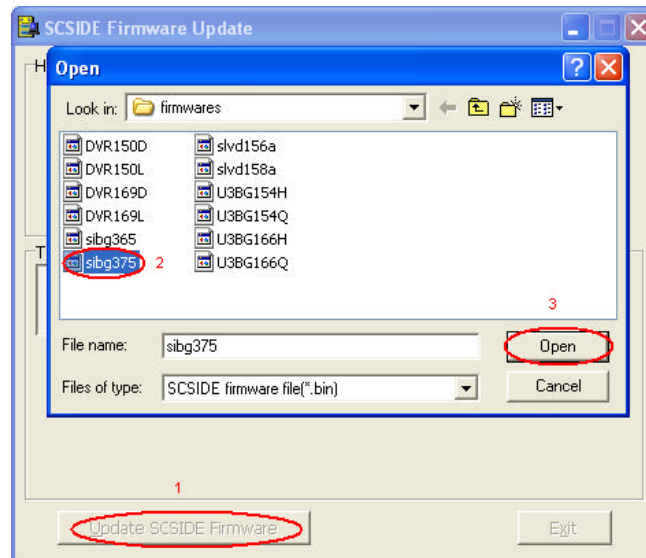 SCSIDE Firmware Update
H
Open
Look in: firmwares
DVR150D
DVR150L
DVR169D
DVR169L
sibg365
sibg375
2
slvd156a
slvd158a
U3BG154H
U3BG154Q
U3BG166H
U3BG166Q
T
3
File name: sibg375
Open
Files of type: SCSIDE firmware file(*.bin)
Cancel
1
Update SCSIDE Firmware
Exit